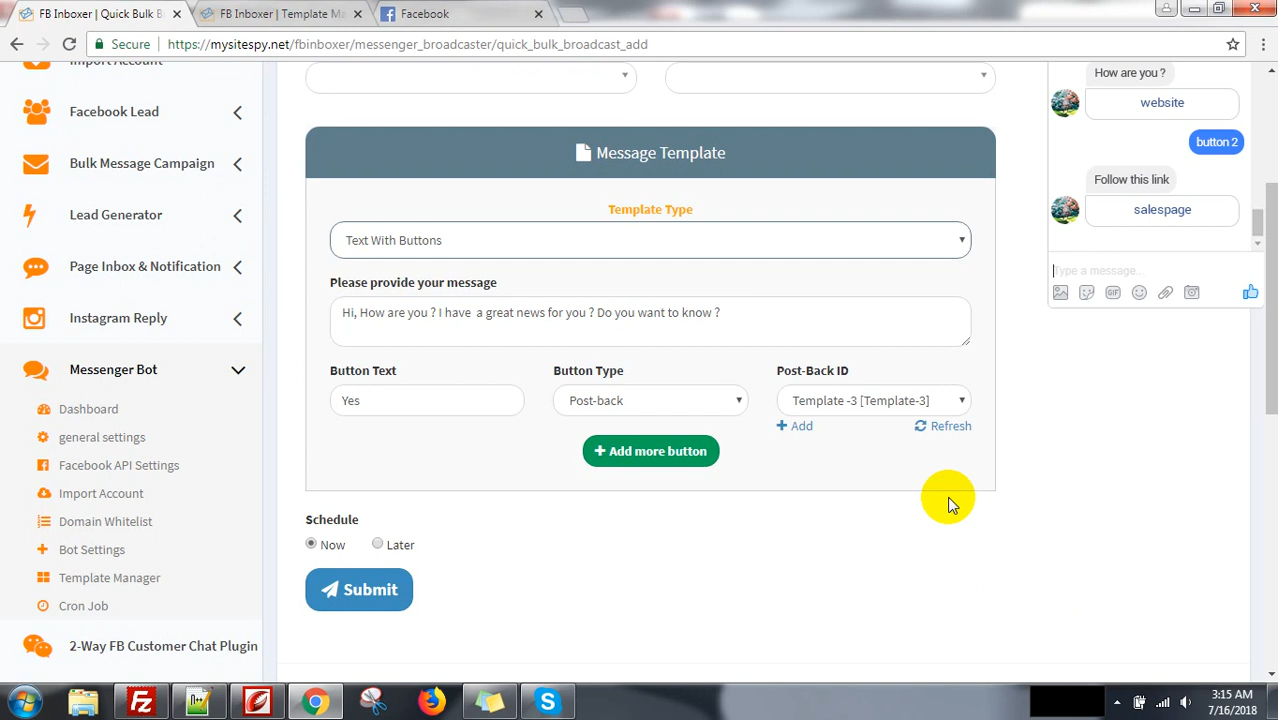 FB Inboxer | Quick Bulk B
FB Inboxer | Template Ma
Facebook
Secure
https://mysitespy.net/fbinboxer/messenger_broadcaster/quick_bulk_broadcast_add
Import Account
Facebook Lead
Bulk Message Campaign
Lead Generator
Page Inbox & Notification
Instagram Reply
Messenger Bot
Dashboard
general settings
Facebook API Settings
Import Account
Domain Whitelist
Bot Settings
Template Manager
Cron Job
2-Way FB Customer Chat Plugin
Message Template
Template Type
Text With Buttons
Please provide your message
Hi, How are you ? I have a great news for you ? Do you want to know ?
Button Text
Button Type
Post-Back ID
Yes
Post-back
Template -3 [Template-3]
Add
Refresh
Add more button
Schedule
Now
Later
Submit
How are you ?
website
button 2
Follow this link
salespage
Type a message...
GIF
3:15 AM
7/16/2018